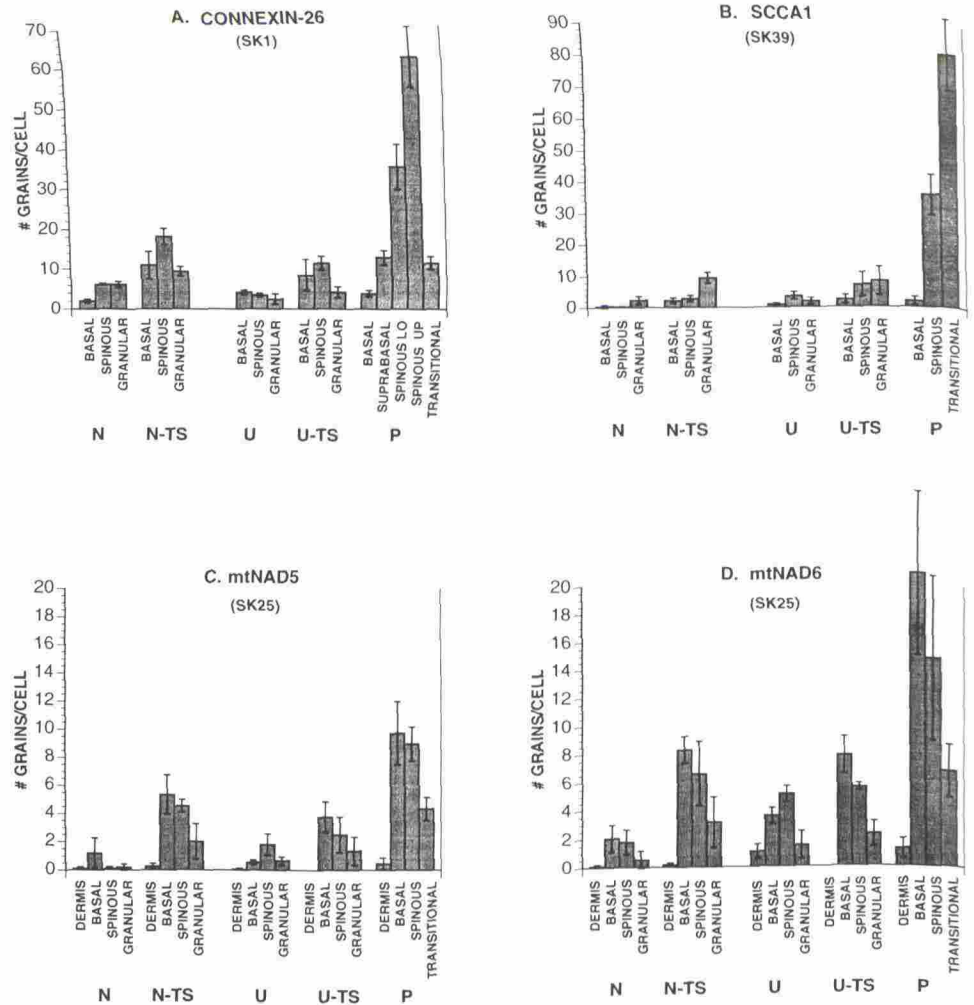 A. CONNEXIN-26
(SK1)
# GRAINS/CELL
70
60
50
40
30
20
10
0
BASAL
SPINOUS
GRANULAR
BASAL
SPINOUS
GRANULAR
BASAL
SPINOUS
GRANULAR
BASAL
SPINOUS
GRANULAR
BASAL
SUPRABASAL
SPINOUS LO
SPINOUS UP
TRANSITIONAL
N N-TS U U-TS P
B. SCCA1
(SK39)
# GRAINS/CELL
90
80
70
60
50
40
30
20
10
0
BASAL
SPINOUS
GRANULAR
BASAL
SPINOUS
GRANULAR
BASAL
SPINOUS
GRANULAR
BASAL
SPINOUS
GRANULAR
BASAL
SPINOUS
TRANSITIONAL
N N-TS U U-TS P
C. mtNAD5
(SK25)
# GRAINS/CELL
20
18
16
14
12
10
8
6
4
2
0
DERMIS
BASAL
SPINOUS
GRANULAR
DERMIS
BASAL
SPINOUS
GRANULAR
DERMIS
BASAL
SPINOUS
GRANULAR
DERMIS
BASAL
SPINOUS
GRANULAR
DERMIS
BASAL
SPINOUS
TRANSITIONAL
N N-TS U U-TS P
D. mtNAD6
(SK25)
# GRAINS/CELL
20
18
16
14
12
10
8
6
4
2
0
DERMIS
BASAL
SPINOUS
GRANULAR
DERMIS
BASAL
SPINOUS
GRANULAR
DERMIS
BASAL
SPINOUS
GRANULAR
DERMIS
BASAL
SPINOUS
GRANULAR
DERMIS
BASAL
SPINOUS
TRANSITIONAL
N N-TS U U-TS P